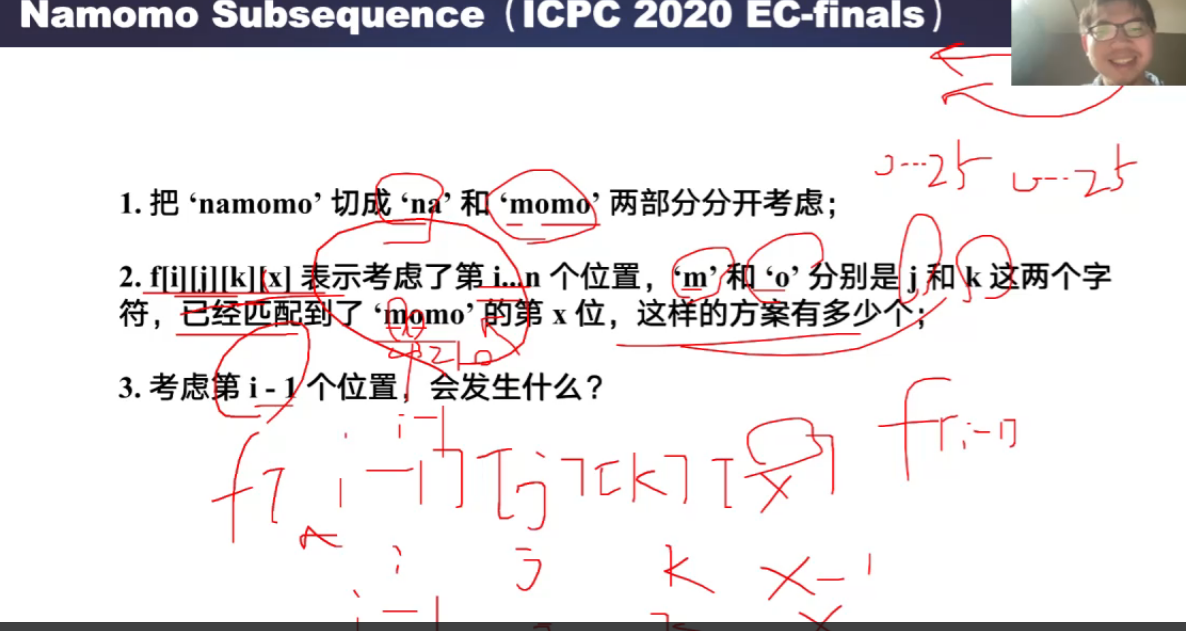 Namomo Subsequence（ICPC 2020 EC-finals）
0---25 0---25
1. 把 ‘namomo’ 切成 ‘na’ 和 ‘momo’ 两部分分开考虑；
2. f[i][j][k][x] 表示考虑了第 i...n 个位置，‘m’ 和 ‘o’ 分别是 j 和 k 这两个字
符，已经匹配到了 ‘momo’ 的第 x 位，这样的方案有多少个；
3. 考虑第 i - 1 个位置，会发生什么？
i-1
f[i-1][j][k][x] f[i-1]
i j k x-1
i-1